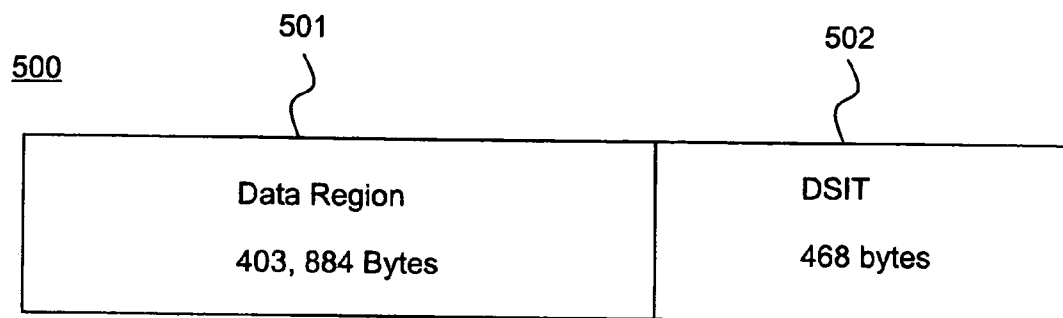 501
502
500
Data Region
DSIT
403, 884 Bytes
468 bytes